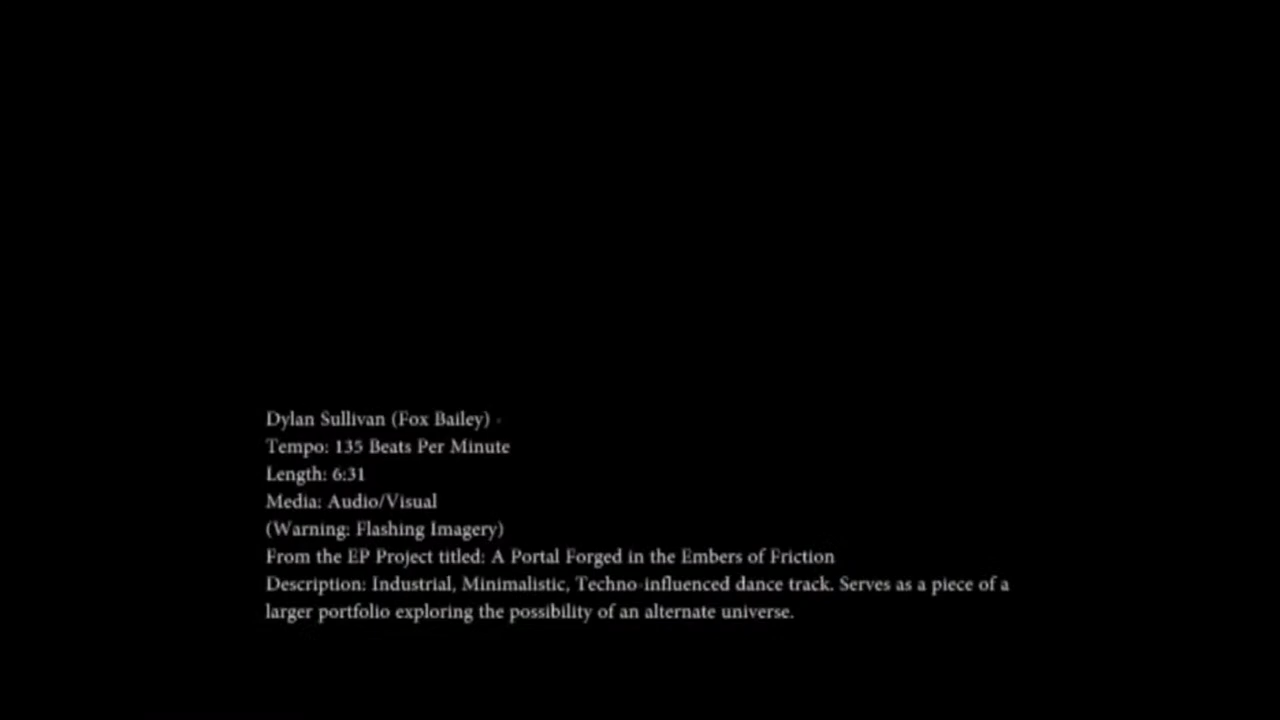 Dylan Sullivan (Fox Bailey) -
Tempo: 135 Beats Per Minute
Length: 6:31
Media: Audio/Visual
(Warning: Flashing Imagery)
From the EP Project titled: A Portal Forged in the Embers of Friction
Description: Industrial, Minimalistic, Techno-influenced dance track. Serves as a piece of a
larger portfolio exploring the possibility of an alternate universe.